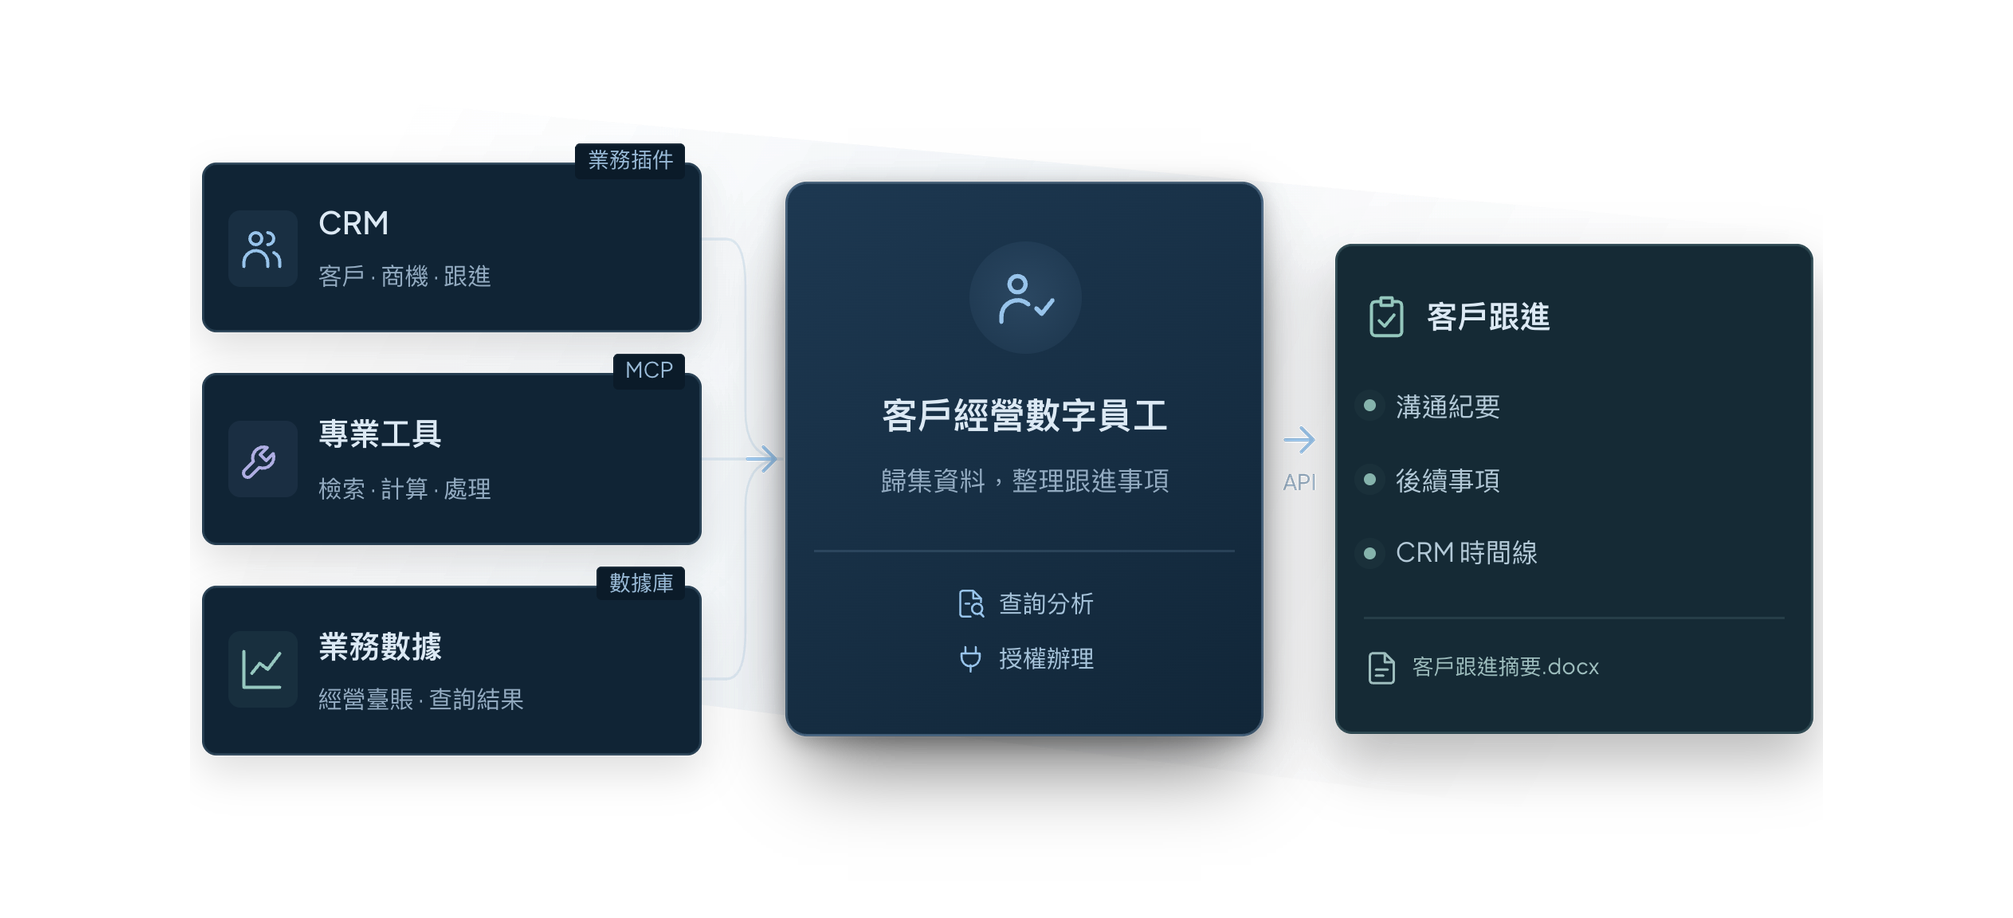 業務插件
CRM
客戶 · 商機 · 跟進
MCP
專業工具
檢索 · 計算 · 處理
數據庫
業務數據
經營臺賬 · 查詢結果
客戶經營數字員工
歸集資料，整理跟進事項
查詢分析
授權辦理
API
客戶跟進
溝通紀要
後續事項
CRM 時間線
客戶跟進摘要.docx